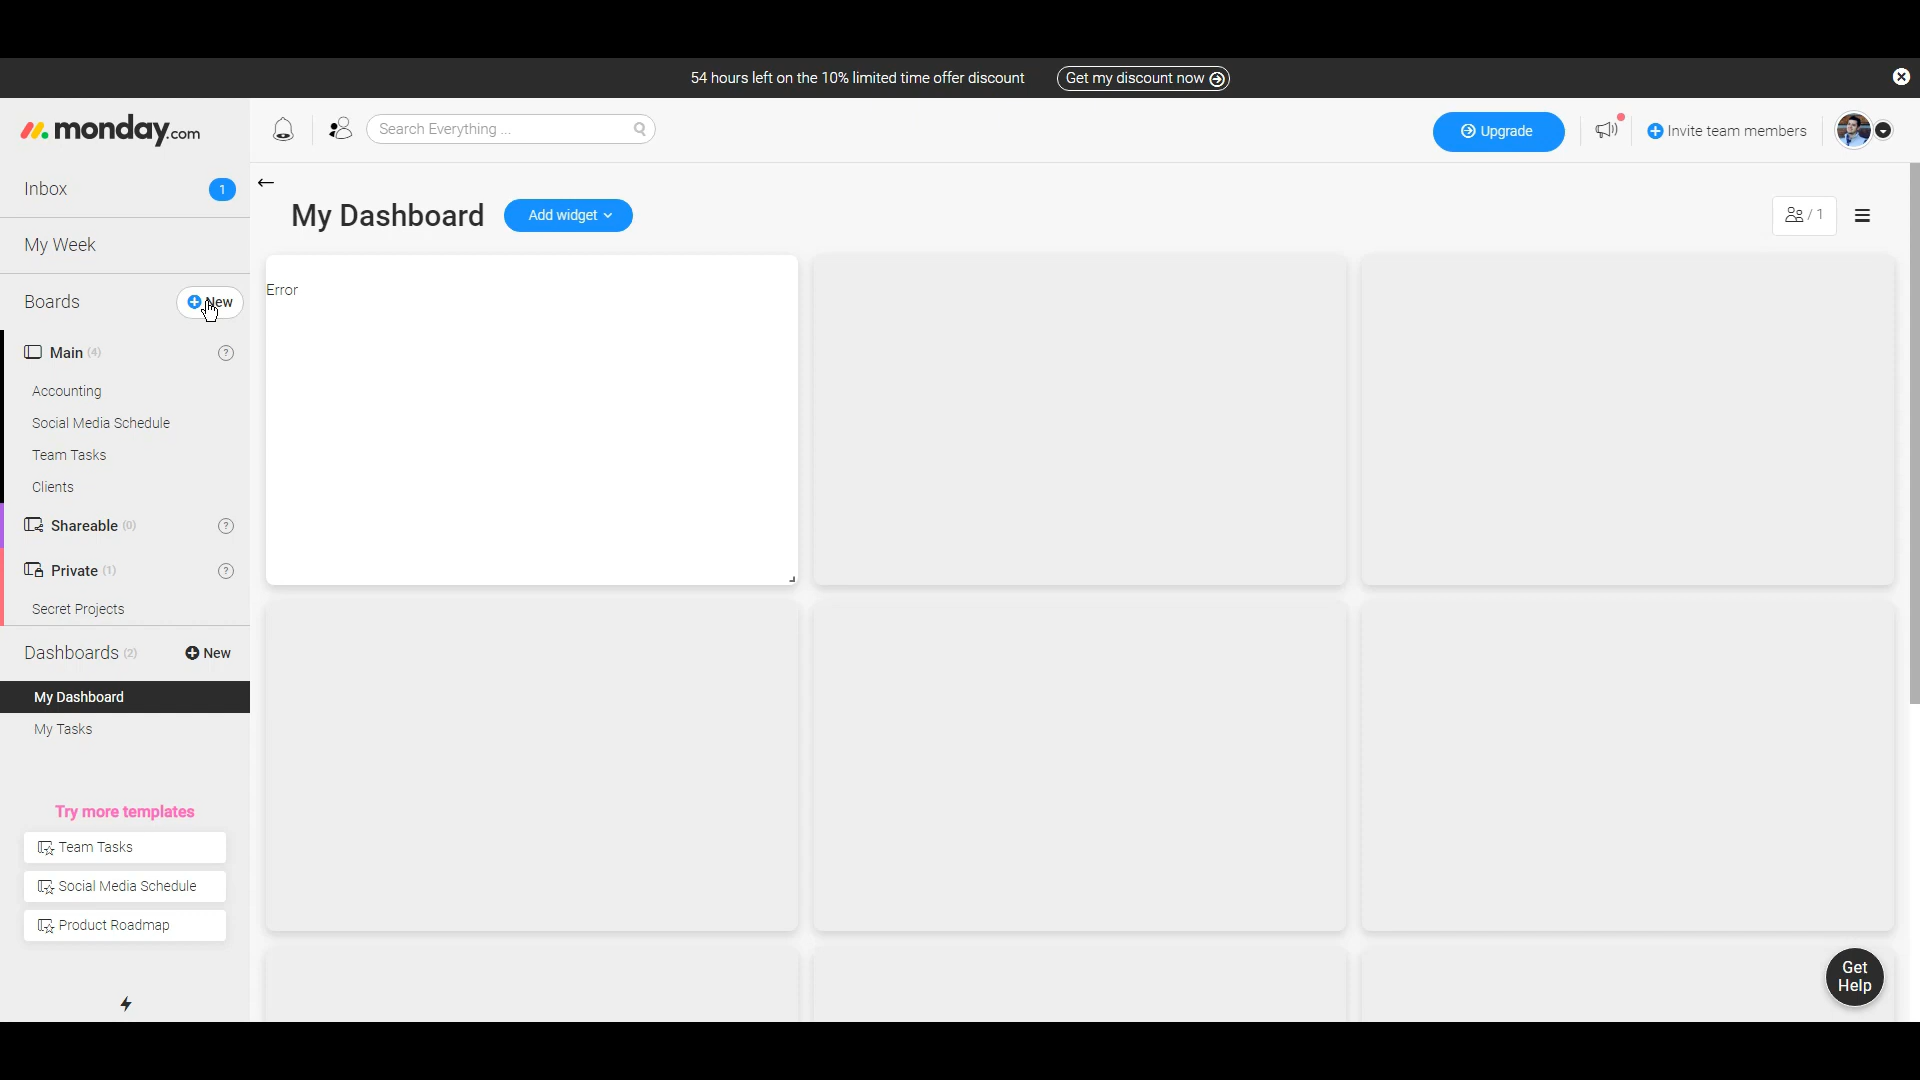 54 hours left on the 10% limited time offer discount
Get my discount now
monday.com
Search Everything ...
Upgrade
Invite team members
Inbox
1
My Week
Boards
New
Main (4)
?
Accounting
Social Media Schedule
Team Tasks
Clients
Shareable (0)
?
Private (1)
?
Secret Projects
Dashboards (2)
New
My Dashboard
My Tasks
Try more templates
Team Tasks
Social Media Schedule
Product Roadmap
My Dashboard
Add widget
/ 1
Error
Get
Help